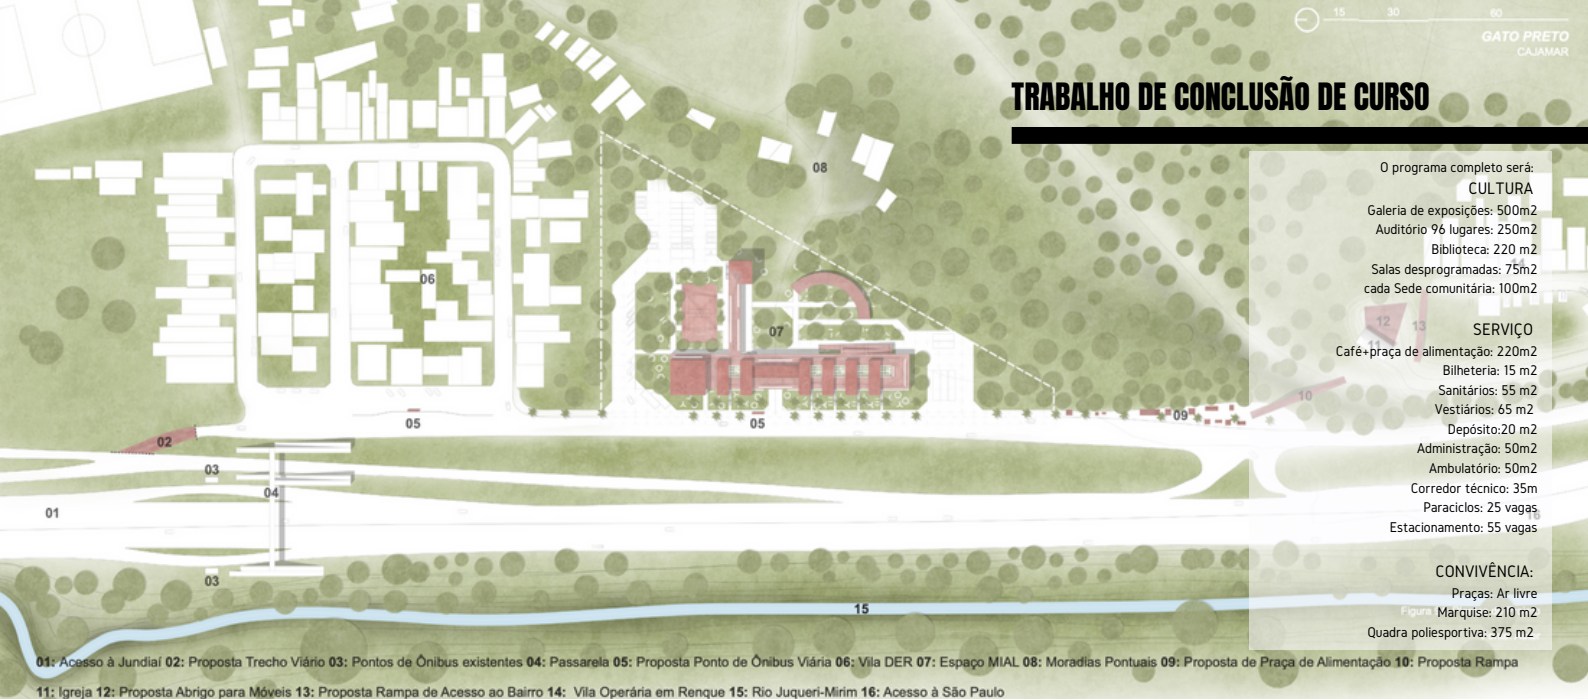 15 30 60
GATO PRETO
CAJAMAR
TRABALHO DE CONCLUSÃO DE CURSO
O programa completo será:
CULTURA
Galeria de exposições: 500m2
Auditório 96 lugares: 250m2
Biblioteca: 220 m2
Salas desprogramadas: 75m2
cada Sede comunitária: 100m2
SERVIÇO
Café+praça de alimentação: 220m2
Bilheteria: 15 m2
Sanitários: 55 m2
Vestiários: 65 m2
Depósito:20 m2
Administração: 50m2
Ambulatório: 50m2
Corredor técnico: 35m
Paraciclos: 25 vagas
Estacionamento: 55 vagas
CONVIVÊNCIA:
Praças: Ar livre
Marquise: 210 m2
Quadra poliesportiva: 375 m2
08
14
06
07
12
13
11
10
09
05
05
02
03
04
01
16
03
15
Figura
01: Acesso à Jundiaí 02: Proposta Trecho Viário 03: Pontos de Ônibus existentes 04: Passarela 05: Proposta Ponto de Ônibus Viária 06: Vila DER 07: Espaço MIAL 08: Moradias Pontuais 09: Proposta de Praça de Alimentação 10: Proposta Rampa
11: Igreja 12: Proposta Abrigo para Móveis 13: Proposta Rampa de Acesso ao Bairro 14: Vila Operária em Renque 15: Rio Juqueri-Mirim 16: Acesso à São Paulo